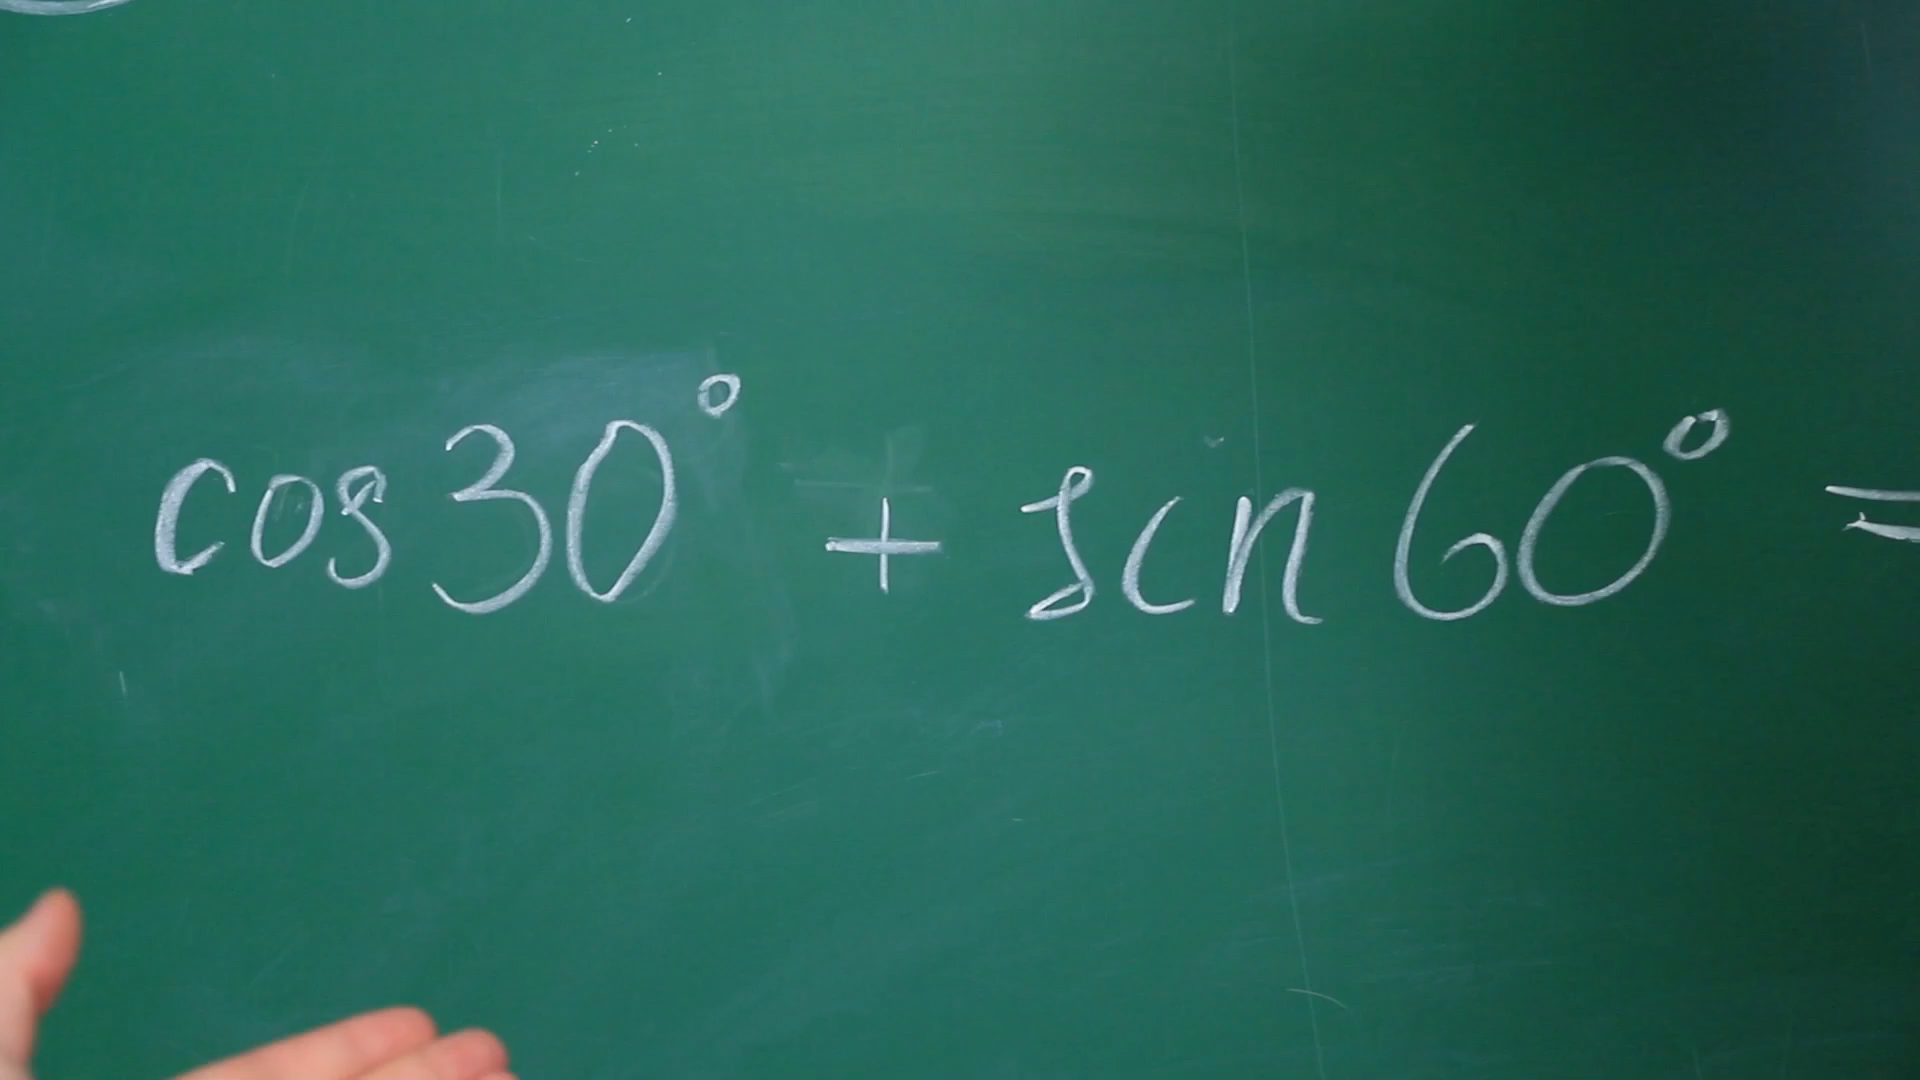 cos 30° + sin 60° =